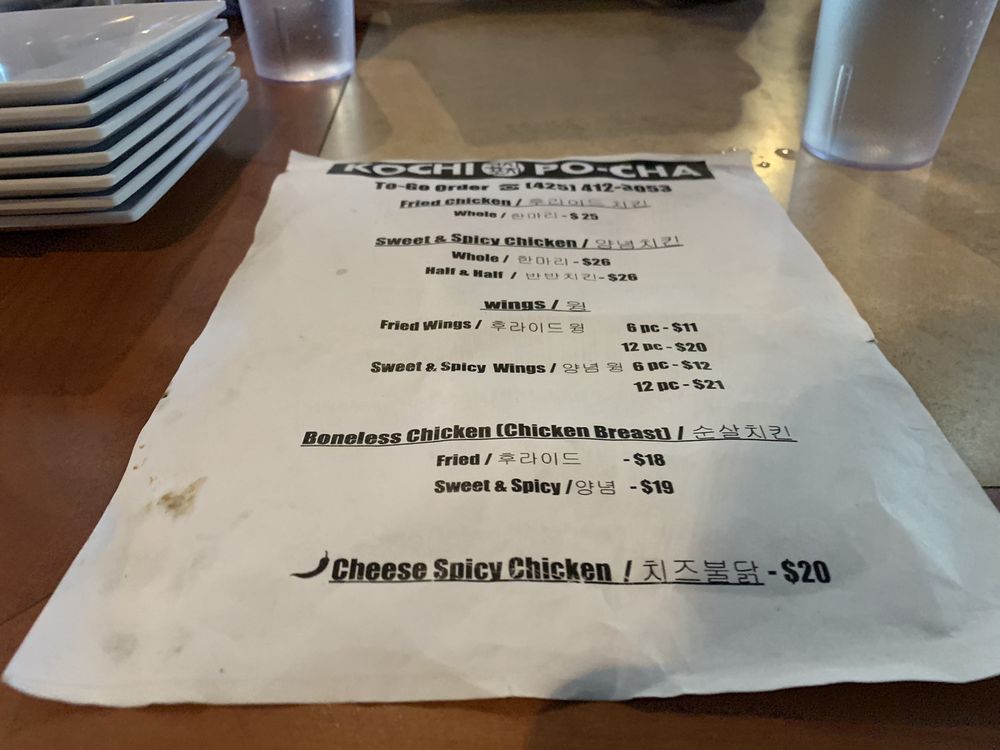 KOCHI PO-CHA
To-Go Order ☎ (425) 412-3053
Fried Chicken / 후라이드 치킨
Whole / 한마리 - $ 25
Sweet & Spicy Chicken / 양념치킨
Whole / 한마리 - $26
Half & Half / 반반치킨- $26
wings / 웡
Fried Wings / 후라이드 웡 6 pc - $11
12 pc - $20
Sweet & Spicy Wings / 양념 웡 6 pc - $12
12 pc - $21
Boneless Chicken (Chicken Breast) / 순살치킨
Fried / 후라이드 - $18
Sweet & Spicy /양념 - $19
Cheese Spicy Chicken / 치즈불닭 - $20